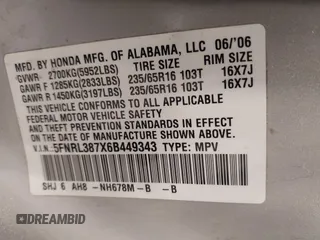 MFD. BY HONDA MFG. OF ALABAMA, LLC 06/'06
GVWR 2700KG(5952LBS) TIRE SIZE RIM SIZE
GAWR F 1285KG(2833LBS) 235/65R16 103T 16X7J
GAWR R 1450KG(3197LBS) 235/65R16 103T 16X7J
THIS VEHICLE CONFORMS TO ALL APPLICABLE FEDERAL
MOTOR VEHICLE SAFETY, BUMPER, AND THEFT PREVENTION
STANDARDS IN EFFECT ON THE DATE OF MANUFACTURE SHOWN ABOVE.
V.I.N. 5FNRL387X6B449343 TYPE: MPV
SHJ 6 AH8 -NH678M-B -B
DREAMBID